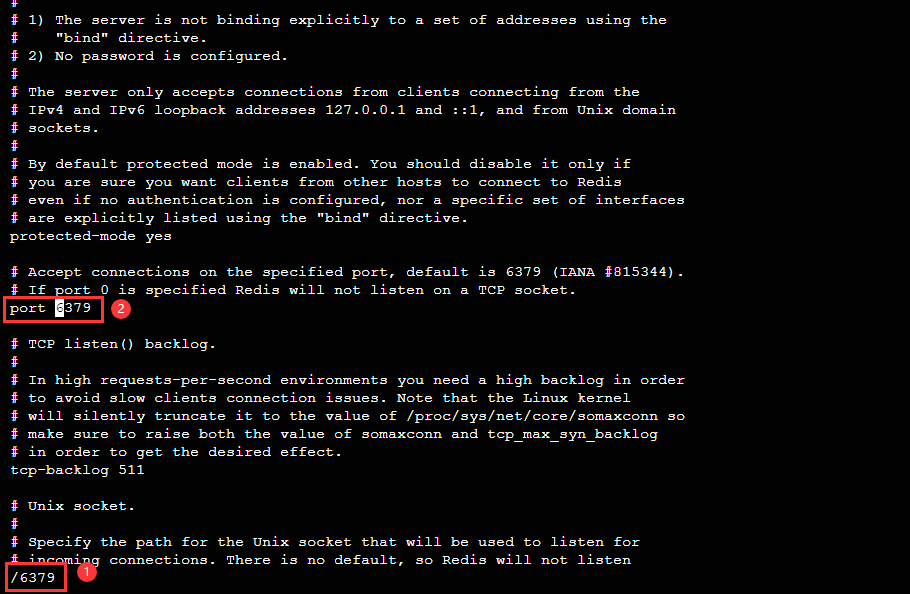 #
# 1) The server is not binding explicitly to a set of addresses using the
#    "bind" directive.
# 2) No password is configured.
#
# The server only accepts connections from clients connecting from the
# IPv4 and IPv6 loopback addresses 127.0.0.1 and ::1, and from Unix domain
# sockets.
#
# By default protected mode is enabled. You should disable it only if
# you are sure you want clients from other hosts to connect to Redis
# even if no authentication is configured, nor a specific set of interfaces
# are explicitly listed using the "bind" directive.
protected-mode yes
# Accept connections on the specified port, default is 6379 (IANA #815344).
# If port 0 is specified Redis will not listen on a TCP socket.
port 6379 2
# TCP listen() backlog.
#
# In high requests-per-second environments you need a high backlog in order
# to avoid slow clients connection issues. Note that the Linux kernel
# will silently truncate it to the value of /proc/sys/net/core/somaxconn so
# make sure to raise both the value of somaxconn and tcp_max_syn_backlog
# in order to get the desired effect.
tcp-backlog 511
# Unix socket.
#
# Specify the path for the Unix socket that will be used to listen for
# incoming connections. There is no default, so Redis will not listen
/6379 1